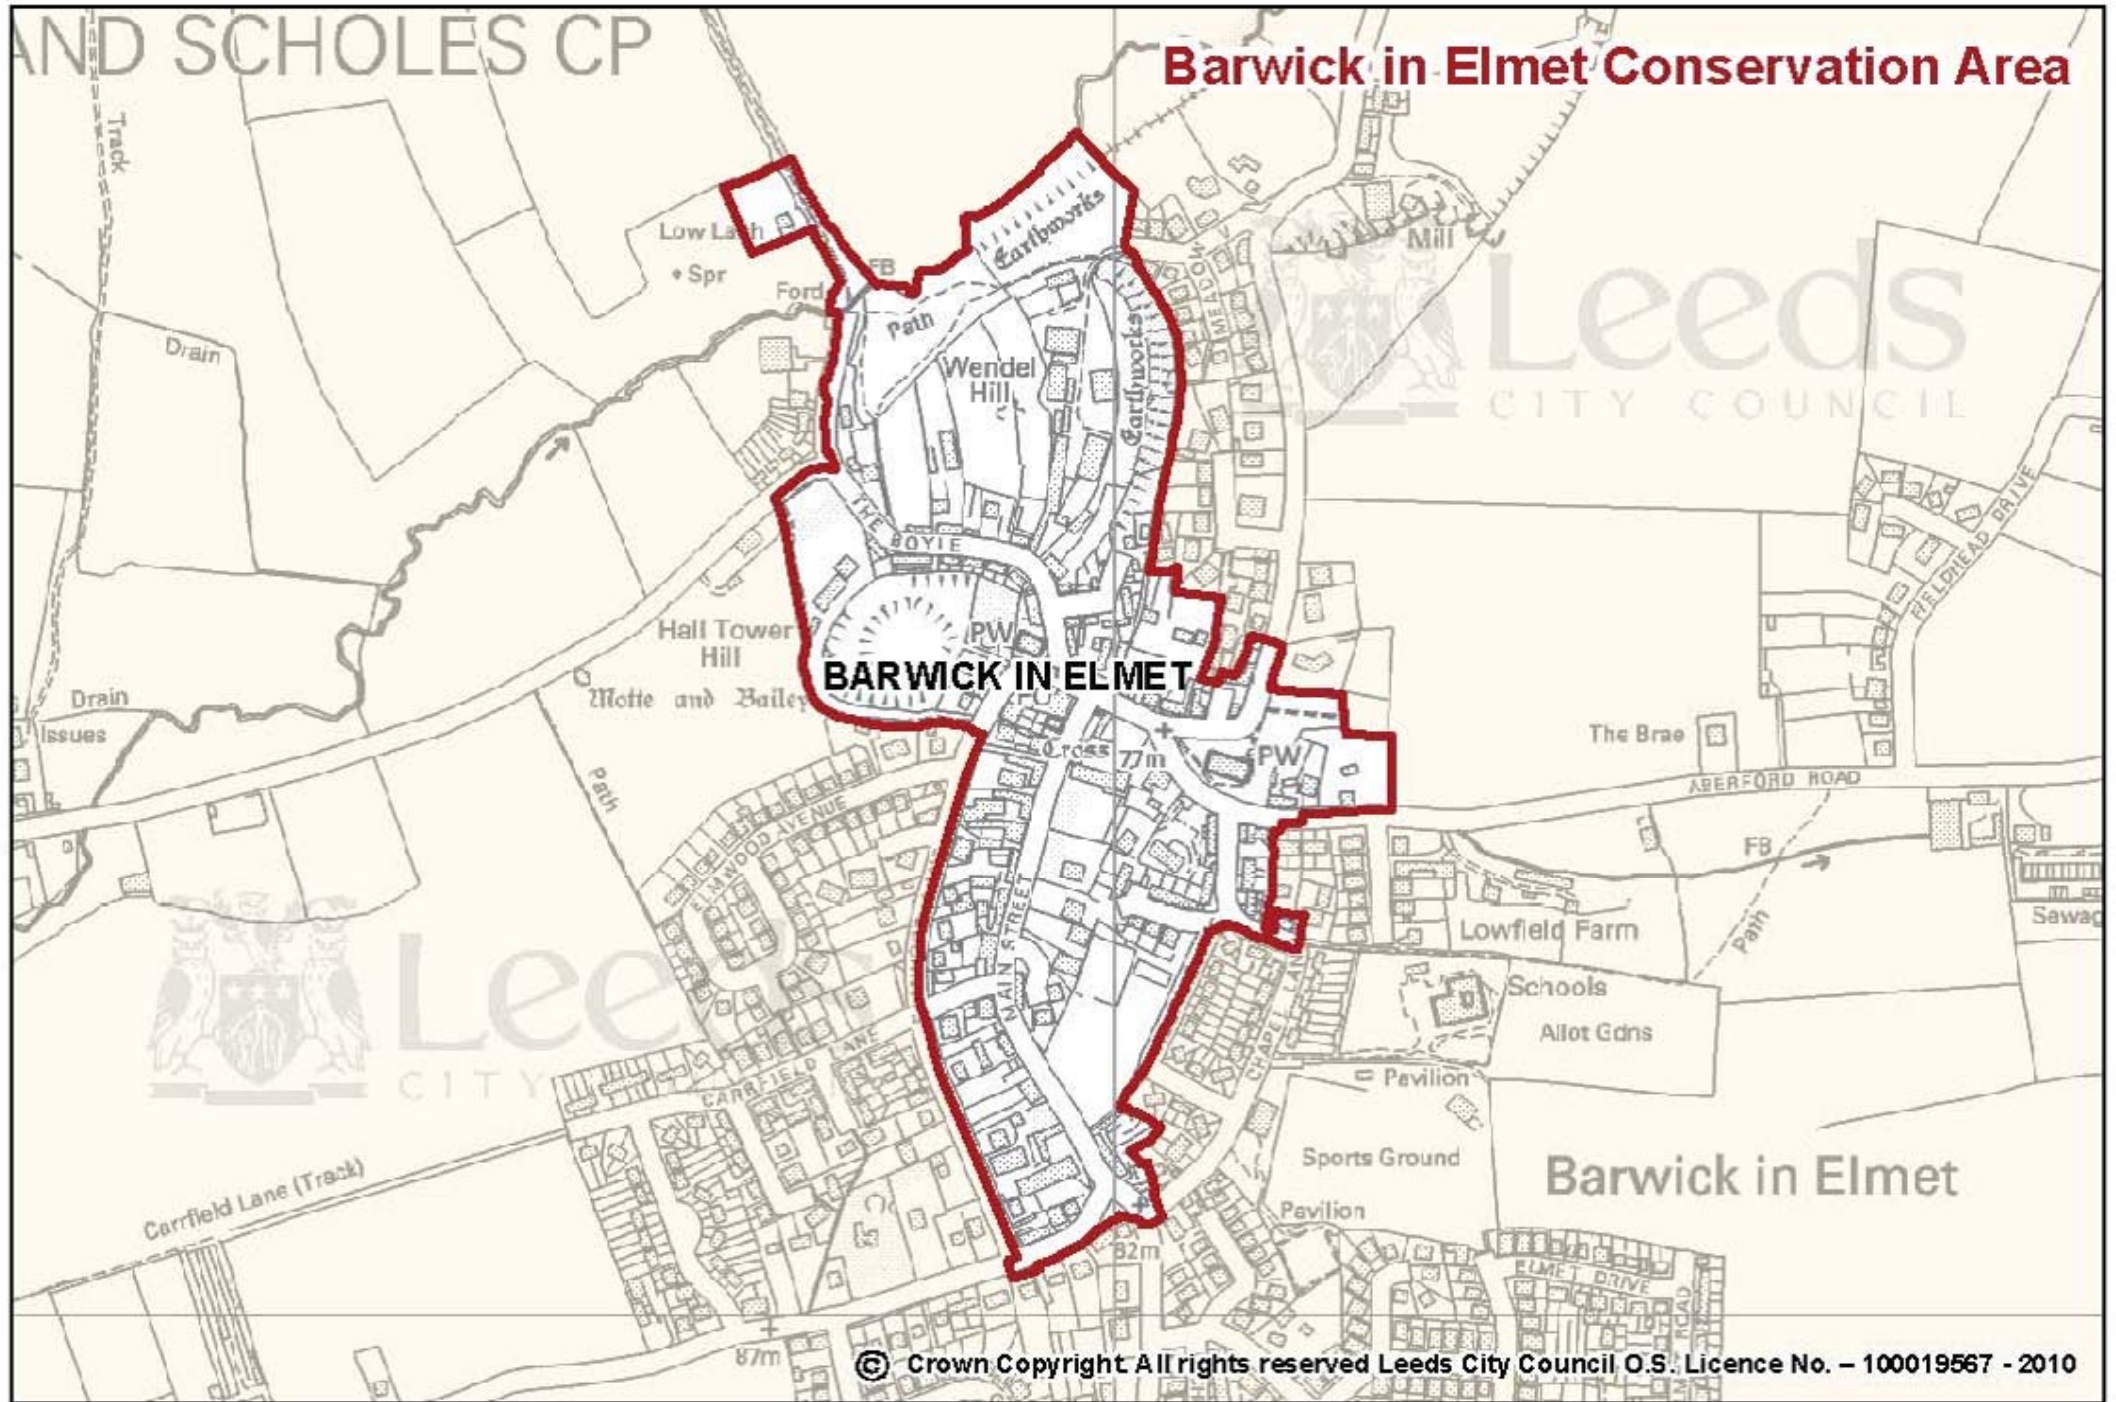 AND SCHOLES CP
Barwick in Elmet Conservation Area
Track
Earthworks
Low
Spr
FB
Ford
Mill
MEADOW
Leeds
CITY COUNCIL
Path
Drain
Wendel
Hill
Earthworks
THE BOYLE
FIELDHEAD DRIVE
Hall Tower
Hill
PW
BARWICK IN ELMET
Motte and Bailey
Drain
Issues
Cross
77m
PW
The Brae
ABERFORD ROAD
Path
ELMWOOD AVENUE
FB
MAIN STREET
Lowfield Farm
Path
Sewag
Leeds
CITY
Schools
Allot Gdns
CARRFIELD LANE
CHAPEL LANE
Pavilion
Sports Ground
Barwick in Elmet
Carrfield Lane (Track)
Pavilion
82m
ELMET DRIVE
ROAD
87m
© Crown Copyright. All rights reserved Leeds City Council O.S. Licence No. – 100019567 - 2010